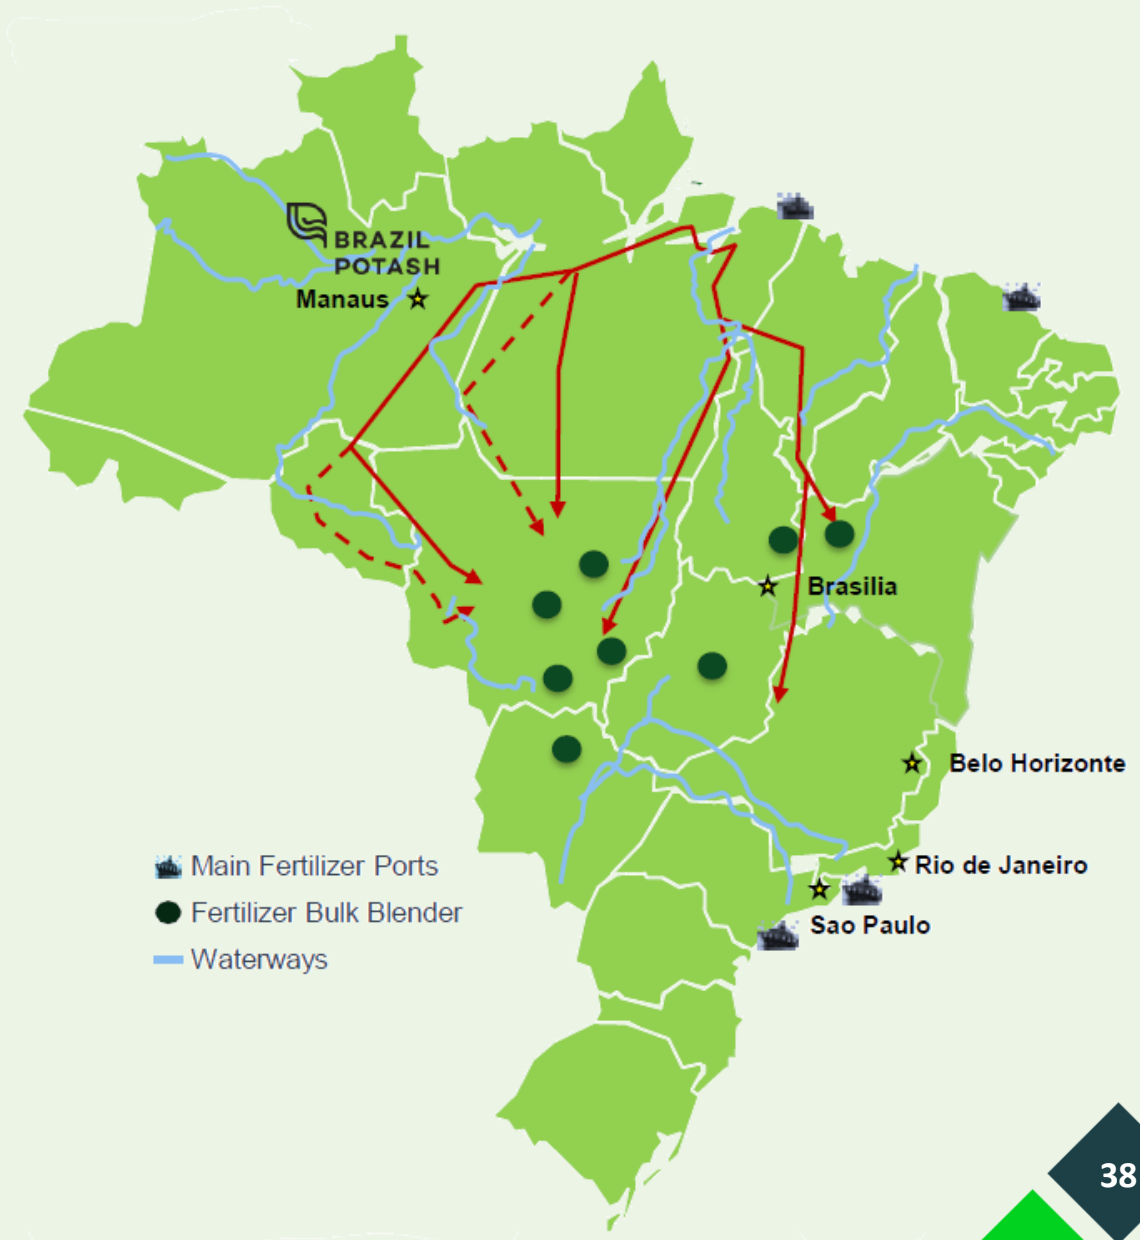 BRAZIL
POTASH
Manaus
Brasilia
Belo Horizonte
Rio de Janeiro
Sao Paulo
Main Fertilizer Ports
Fertilizer Bulk Blender
Waterways
38